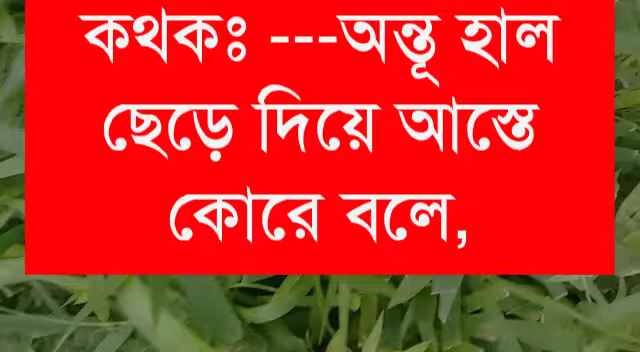 কথকঃ ---অন্তূ হাল
ছেড়ে দিয়ে আস্তে
কোরে বলে,